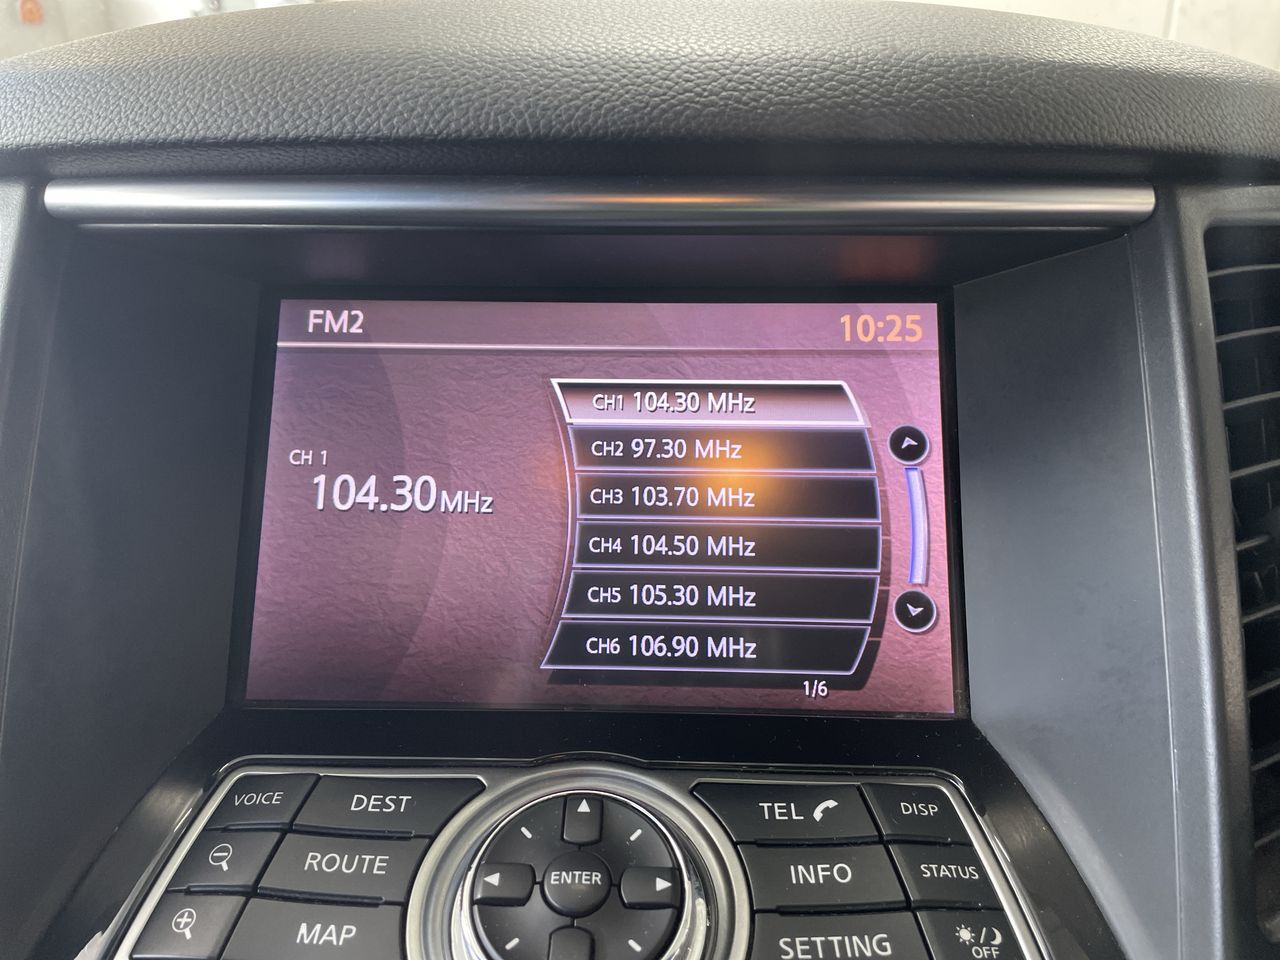 FM2
10:25
CH 1
104.30 MHz
CH1 104.30 MHz
CH2 97.30 MHz
CH3 103.70 MHz
CH4 104.50 MHz
CH5 105.30 MHz
CH6 106.90 MHz
1/6
VOICE
DEST
TEL
DISP
ROUTE
ENTER
INFO
STATUS
MAP
SETTING
OFF